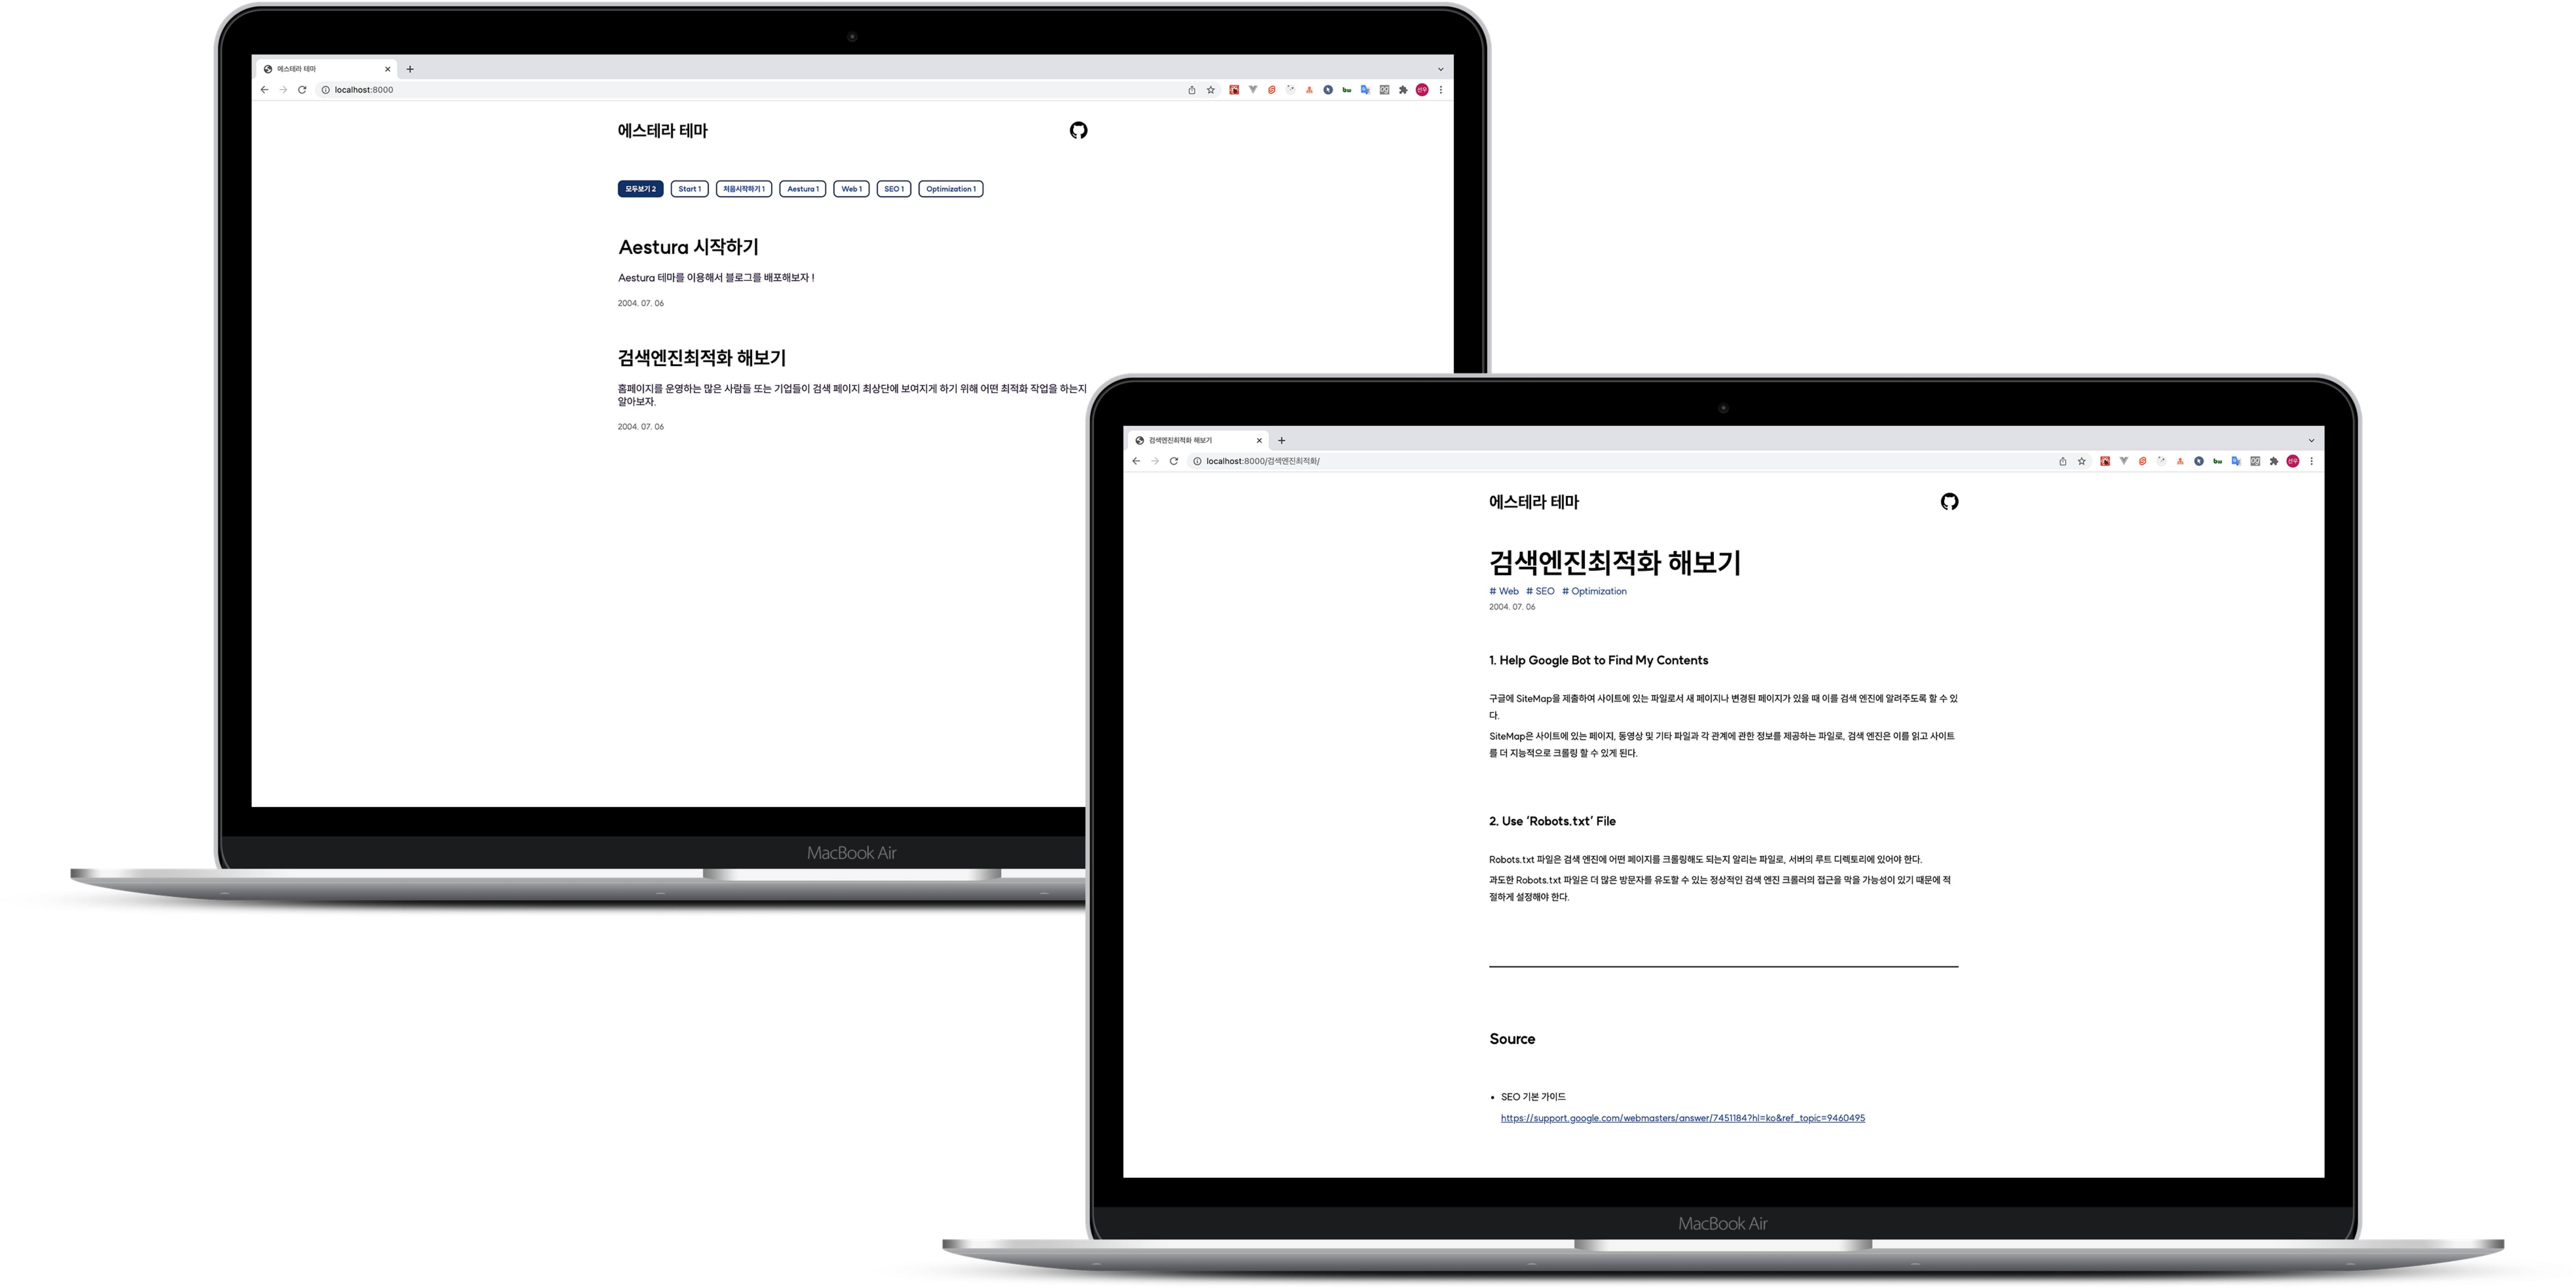 에스테라 테마
localhost:8000
에스테라 테마
모두보기 2
Start 1
처음시작하기 1
Aestura 1
Web 1
SEO 1
Optimization 1
Aestura 시작하기
Aestura 테마를 이용해서 블로그를 배포해보자 !
2004. 07. 06
검색엔진최적화 해보기
홈페이지를 운영하는 많은 사람들 또는 기업들이 검색 페이지 최상단에 보여지게 하기 위해 어떤 최적화 작업을 하는지
알아보자.
2004. 07. 06
MacBook Air
검색엔진최적화 해보기
localhost:8000/검색엔진최적화/
에스테라 테마
검색엔진최적화 해보기
# Web # SEO # Optimization
2004. 07. 06
1. Help Google Bot to Find My Contents
구글에 SiteMap을 제출하여 사이트에 있는 파일로서 새 페이지나 변경된 페이지가 있을 때 이를 검색 엔진에 알려주도록 할 수 있
다.
SiteMap은 사이트에 있는 페이지, 동영상 및 기타 파일과 각 관계에 관한 정보를 제공하는 파일로, 검색 엔진은 이를 읽고 사이트
를 더 지능적으로 크롤링 할 수 있게 된다.
2. Use 'Robots.txt' File
Robots.txt 파일은 검색 엔진에 어떤 페이지를 크롤링해도 되는지 알리는 파일로, 서버의 루트 디렉토리에 있어야 한다.
과도한 Robots.txt 파일은 더 많은 방문자를 유도할 수 있는 정상적인 검색 엔진 크롤러의 접근을 막을 가능성이 있기 때문에 적
절하게 설정해야 한다.
Source
• SEO 기본 가이드
https://support.google.com/webmasters/answer/7451184?hl=ko&ref_topic=9460495
MacBook Air